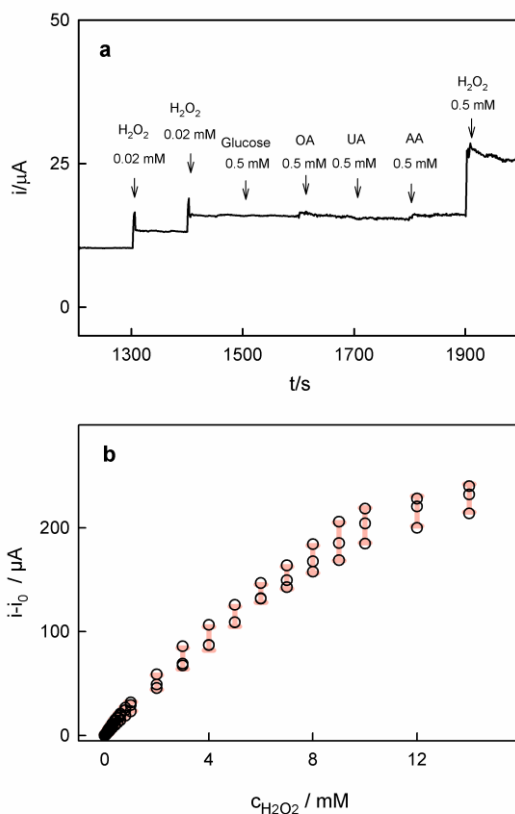 50
a
H₂O₂
H₂O₂
H₂O₂
0.02 mM
0.02 mM
Glucose
OA
UA
AA
0.5 mM
0.5 mM
0.5 mM
0.5 mM
0.5 mM
25
i/µA
0
1300
1500
1700
1900
t/s
b
200
i-i₀ / µA
100
0
0
4
8
12
c_H₂O₂ / mM